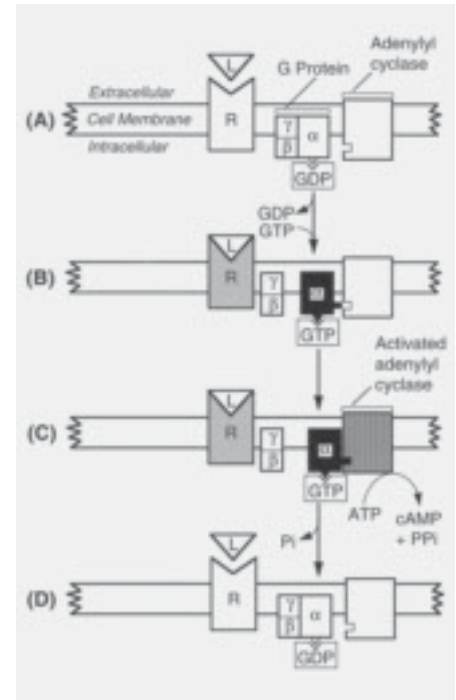 Adenylyl
cyclase
G Protein
L
Extracellular
(A)
Cell Membrane
R
γ
α
Intracellular
β
GDP
GDP
GTP
L
(B)
R
γ
α
β
GTP
Activated
adenylyl
cyclase
L
(C)
R
γ
α
β
GTP
ATP
cAMP
+ PPi
Pi
L
(D)
R
γ
α
β
GDP